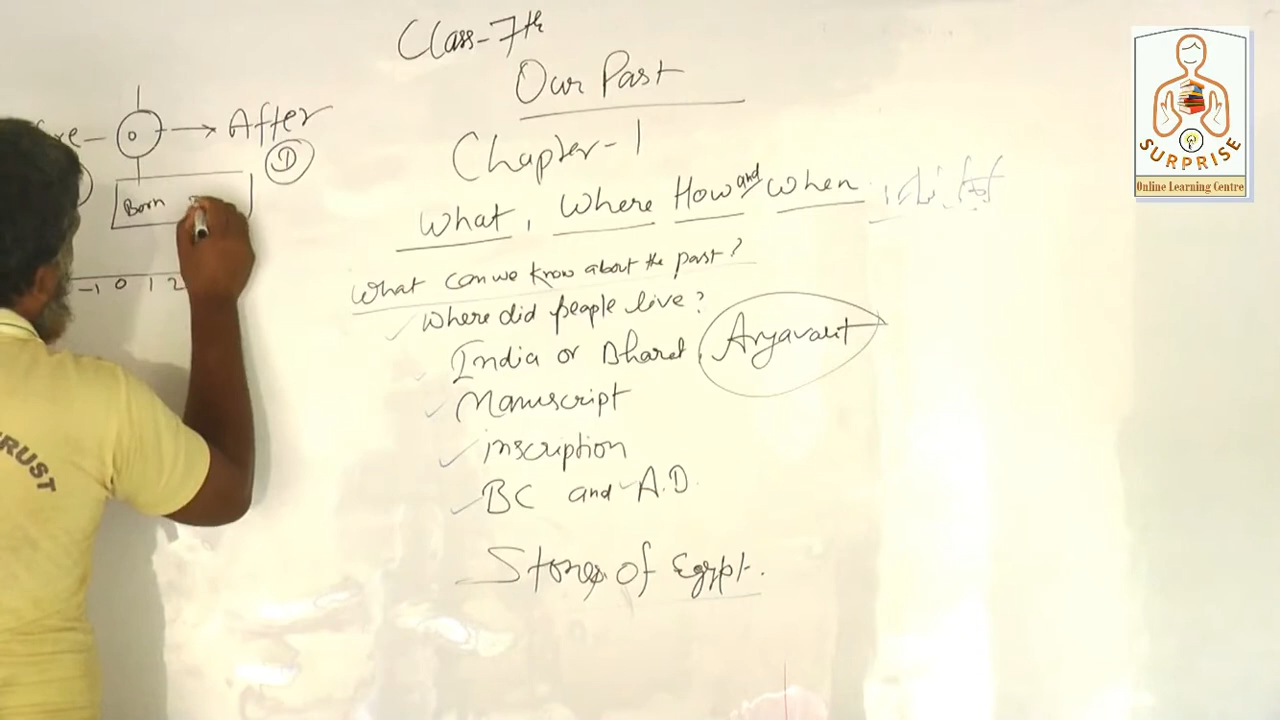 Class-7th
Our Past
Chapter-1
What, Where How and When
What can we know about the past?
Where did people live?
India or Bharat, Aryavart
Manuscript
inscription
BC and A.D.
of Egypt.
After
D
0
Born
-1 0 1 2
RUST
SURPRISE
Online Learning Centre